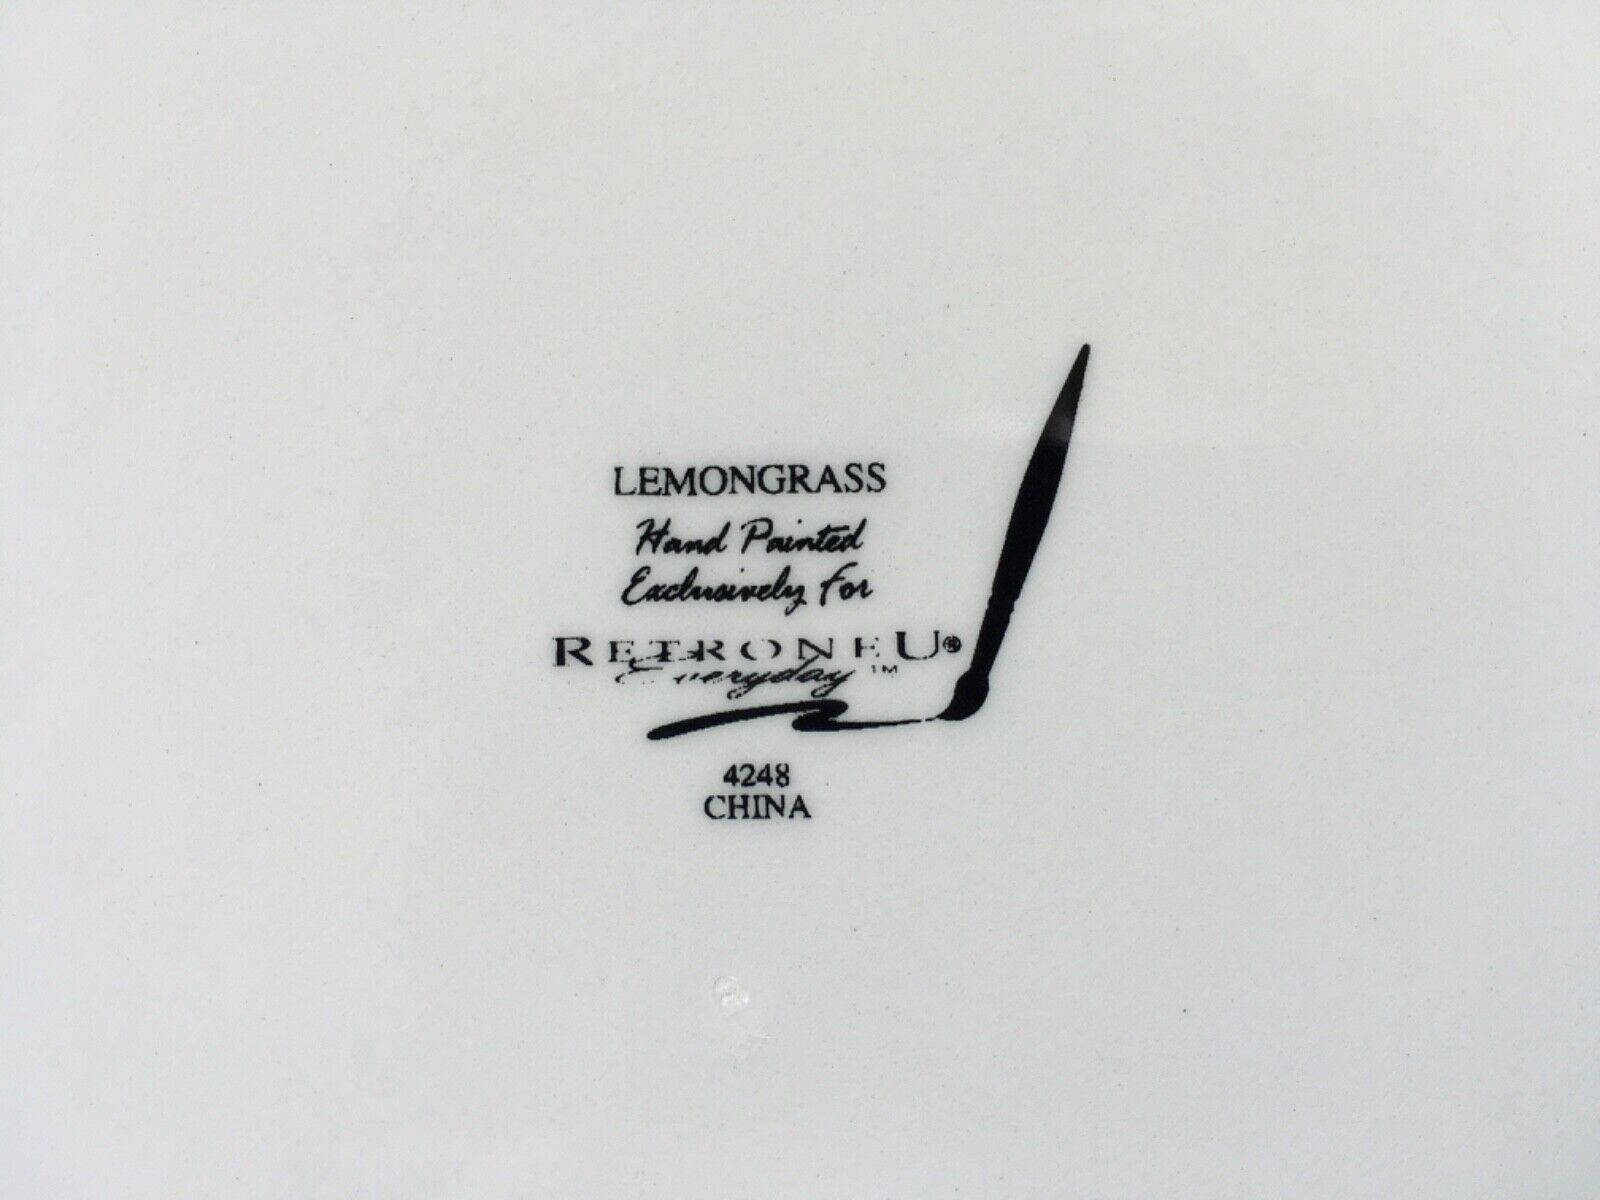 LEMONGRASS
Hand Painted
Exclusively For
RETRONEU®
Everyday™
4248
CHINA